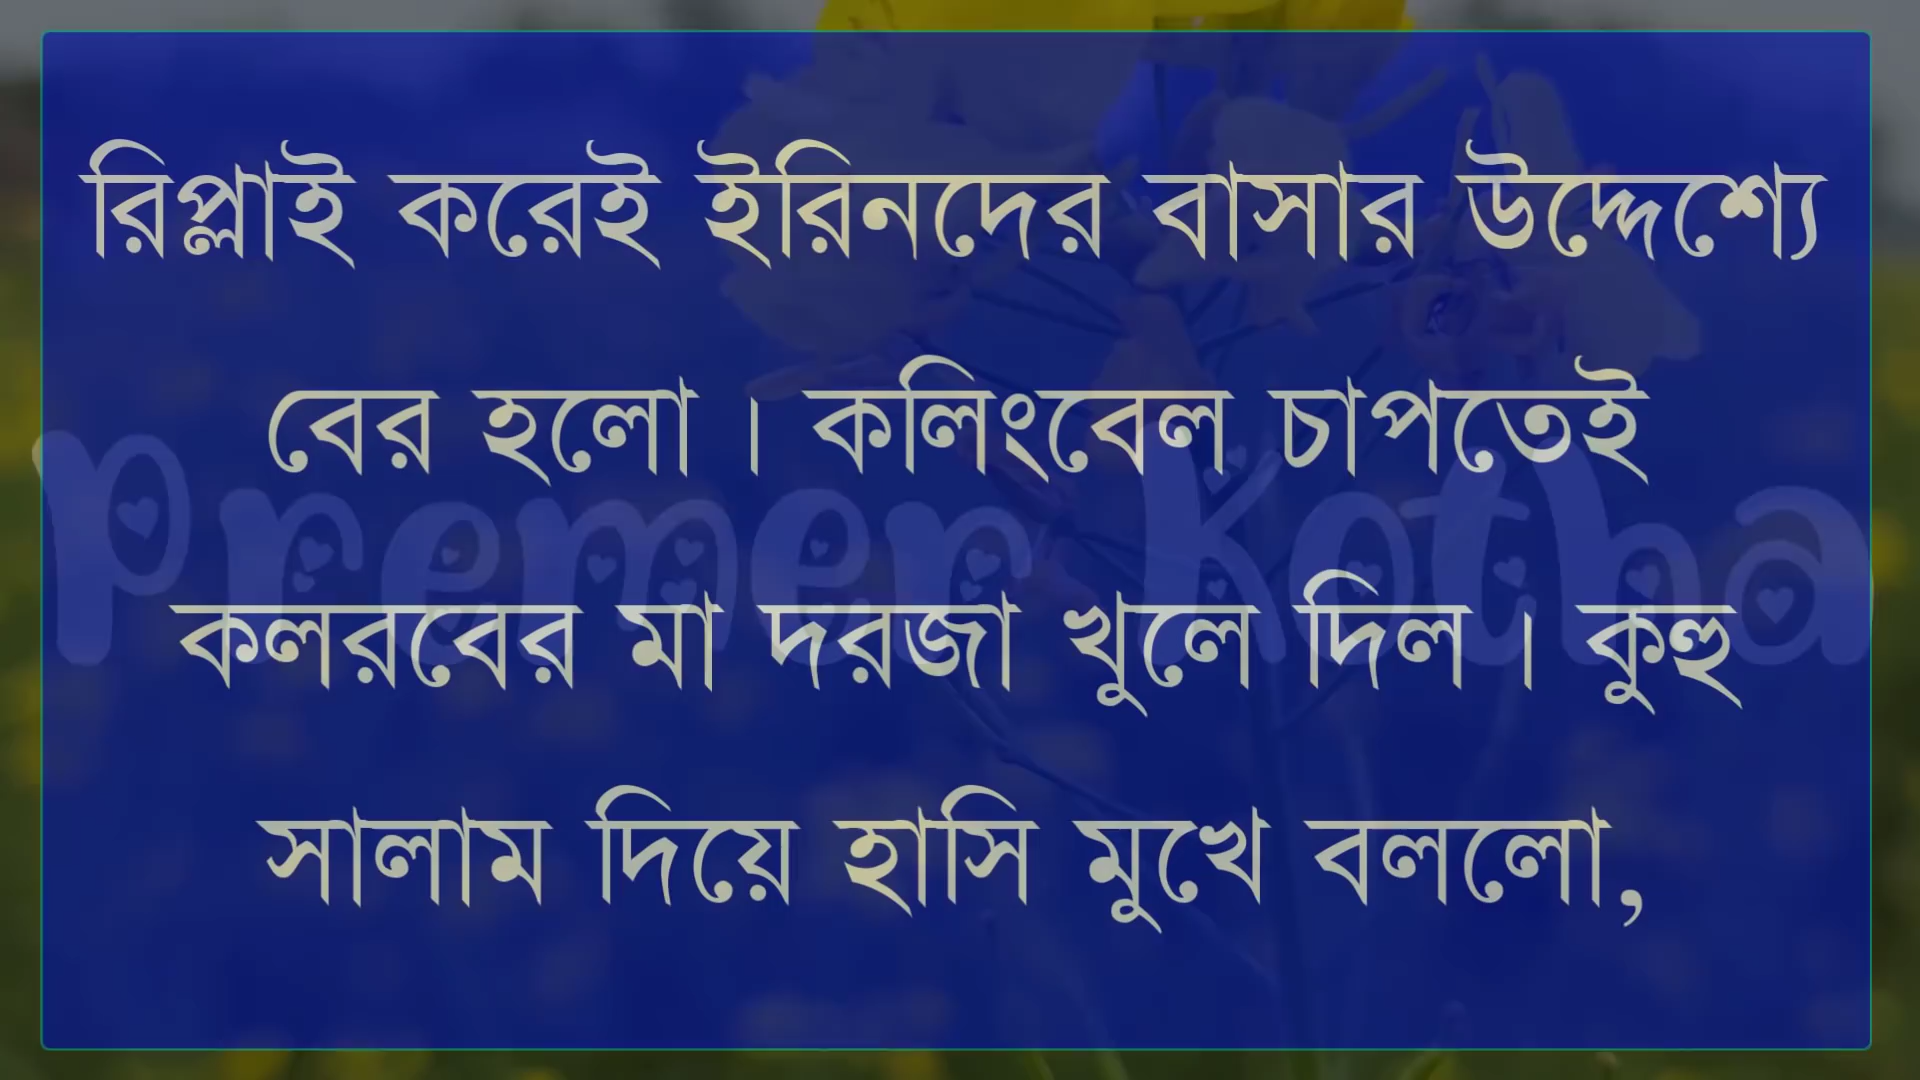 রিপ্লাই করেই ইরিনদের বাসার উদ্দেশ্যে
বের হলো। কলিংবেল চাপতেই
Premer Kotha
কলরবের মা দরজা খুলে দিল। কুহু
সালাম দিয়ে হাসি মুখে বললো,